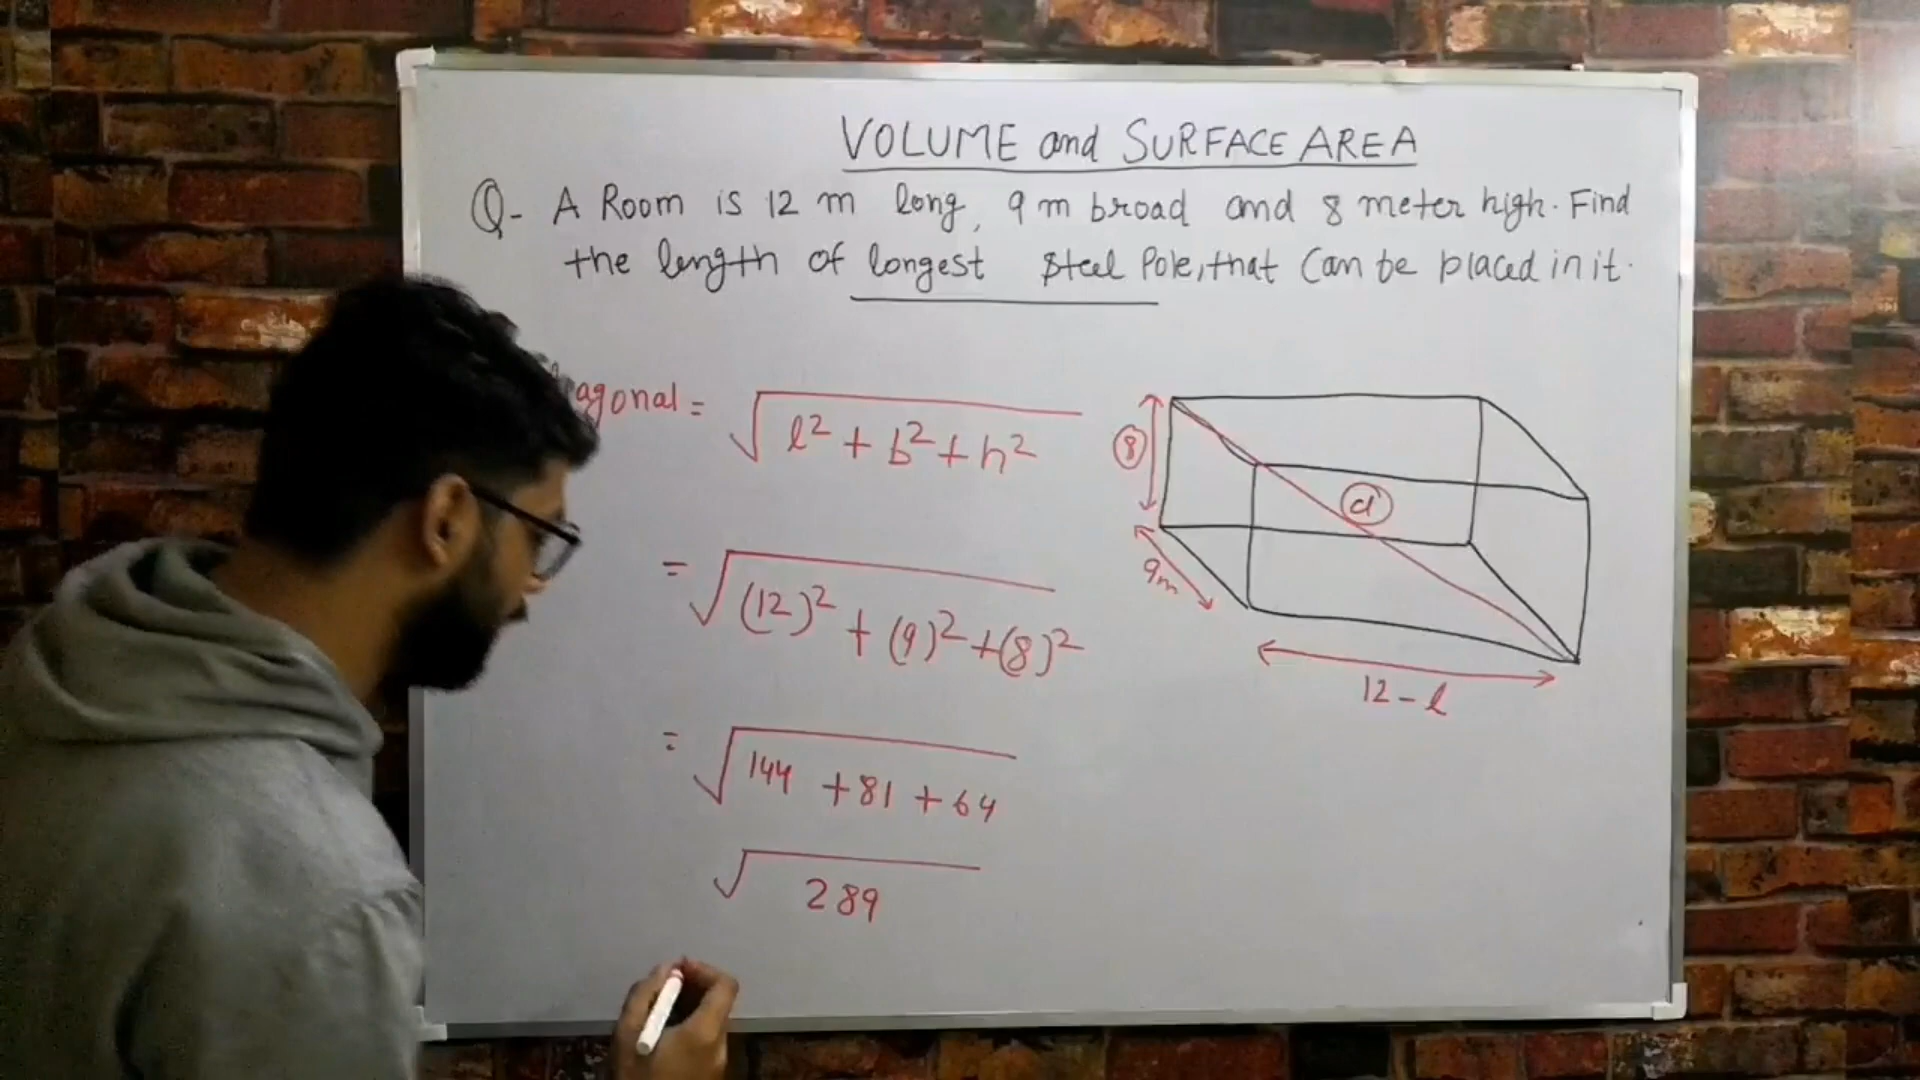 VOLUME and SURFACE AREA
Q- A Room is 12 m long, 9 m broad and 8 meter high. Find
the length of longest steel Pole, that can be placed in it.
agonal = √l² + b² + h²
= √(12)² + (9)² + (8)²
= √144 + 81 + 64
√289
8
d
9m
12 - l